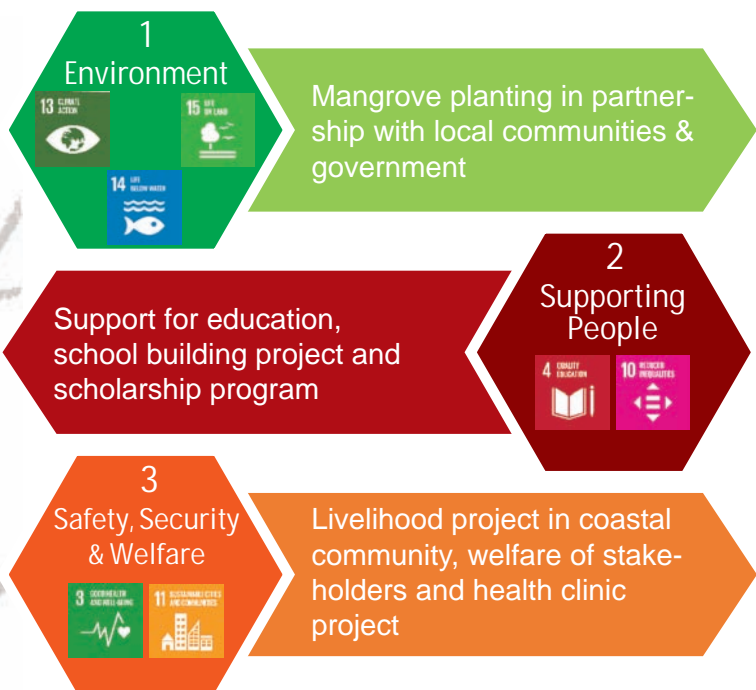 1
Environment
13 CLIMATE
ACTION
15 LIFE
ON LAND
14 LIFE
BELOW WATER
Mangrove planting in partner-
ship with local communities &
government
2
Supporting
People
4 QUALITY
EDUCATION
10 REDUCED
INEQUALITIES
Support for education,
school building project and
scholarship program
3
Safety, Security
& Welfare
3 GOOD HEALTH
AND WELL-BEING
11 SUSTAINABLE CITIES
AND COMMUNITIES
Livelihood project in coastal
community, welfare of stake-
holders and health clinic
project